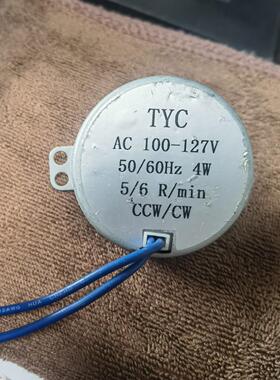 TYC
AC 100-127V
50/60Hz 4W
5/6 R/min
CCW/CW